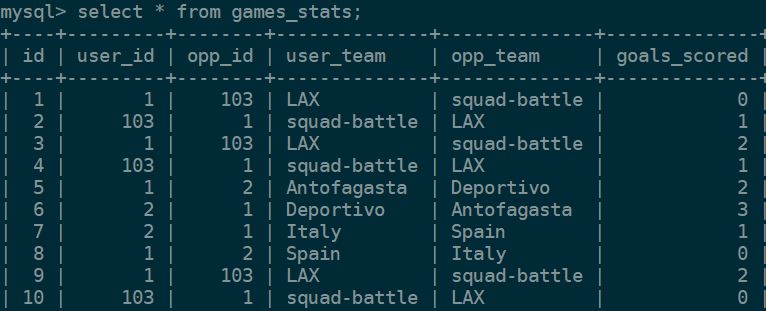 mysql> select * from games_stats;
+----+---------+--------+--------------+--------------+--------------+
| id | user_id | opp_id | user_team    | opp_team     | goals_scored |
+----+---------+--------+--------------+--------------+--------------+
|  1 |       1 |    103 | LAX          | squad-battle |            0 |
|  2 |     103 |      1 | squad-battle | LAX          |            1 |
|  3 |       1 |    103 | LAX          | squad-battle |            2 |
|  4 |     103 |      1 | squad-battle | LAX          |            1 |
|  5 |       1 |      2 | Antofagasta  | Deportivo    |            2 |
|  6 |       2 |      1 | Deportivo    | Antofagasta  |            3 |
|  7 |       2 |      1 | Italy        | Spain        |            1 |
|  8 |       1 |      2 | Spain        | Italy        |            0 |
|  9 |       1 |    103 | LAX          | squad-battle |            2 |
| 10 |     103 |      1 | squad-battle | LAX          |            0 |